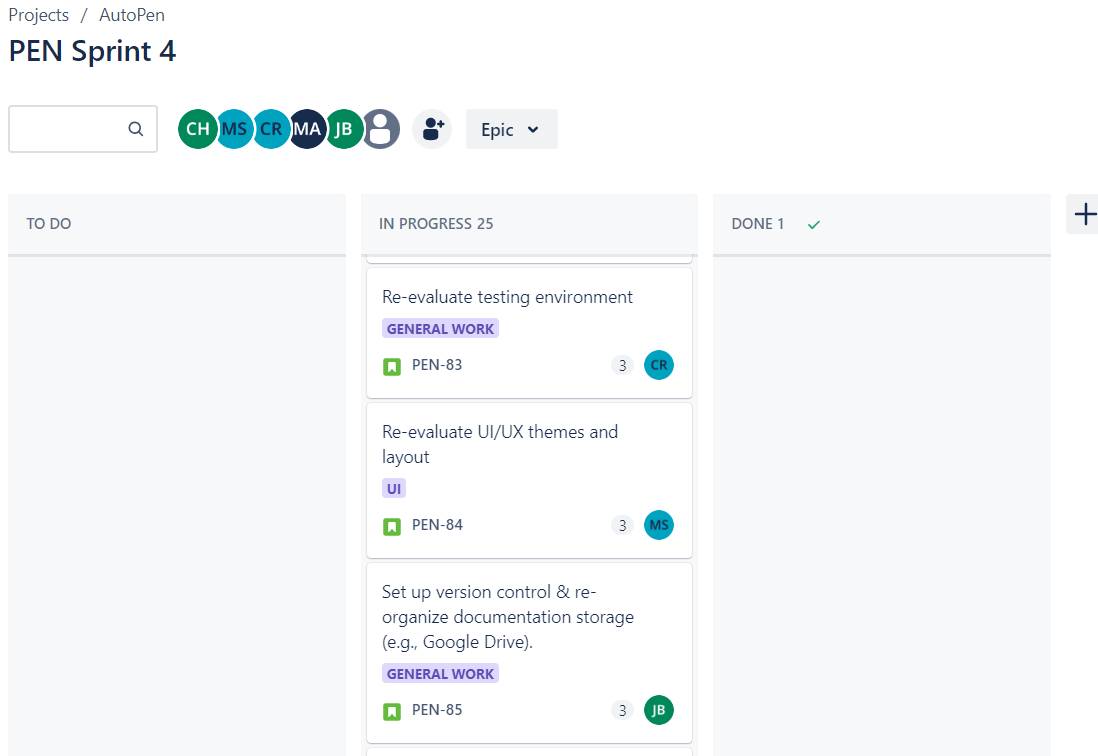 Projects / AutoPen
PEN Sprint 4
CH MS CR MA JB Epic
TO DO
IN PROGRESS 25
DONE 1
Re-evaluate testing environment
GENERAL WORK
PEN-83 3 CR
Re-evaluate UI/UX themes and
layout
UI
PEN-84 3 MS
Set up version control & re-
organize documentation storage
(e.g., Google Drive).
GENERAL WORK
PEN-85 3 JB